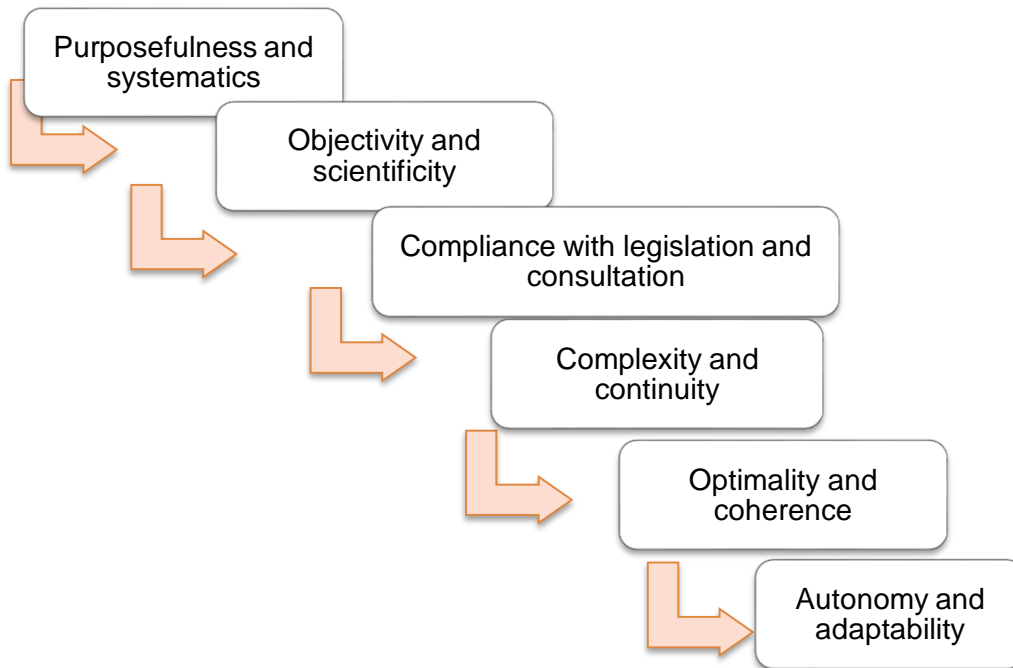 Purposefulness and
systematics
Objectivity and
scientificity
Compliance with legislation and
consultation
Complexity and
continuity
Optimality and
coherence
Autonomy and
adaptability